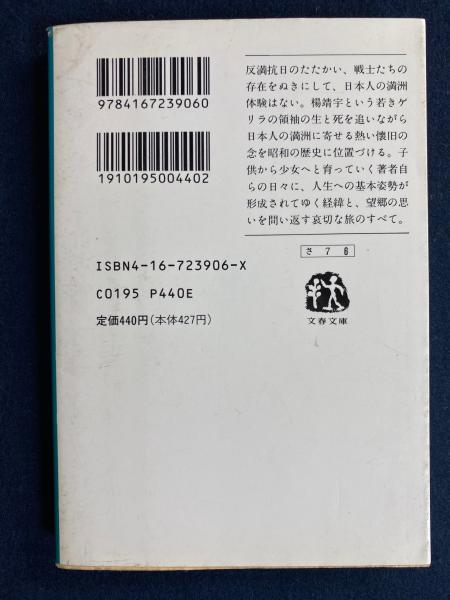 9784167239060
1910195004402
ISBN4-16-723906-X
C0195 P440E
定価440円(本体427円)
反満抗日のたたかい、戦士たちの
存在をぬきにして、日本人の満洲
体験はない。楊靖宇という若きゲ
リラの領袖の生と死を追いながら
日本人の満洲に寄せる熱い懐旧の
念を昭和の歴史に位置づける。子
供から少女へと育っていく著者自
らの日々に、人生への基本姿勢が
形成されてゆく経緯と、望郷の思
いを問い返す哀切な旅のすべて。
さ 7 6
文春文庫